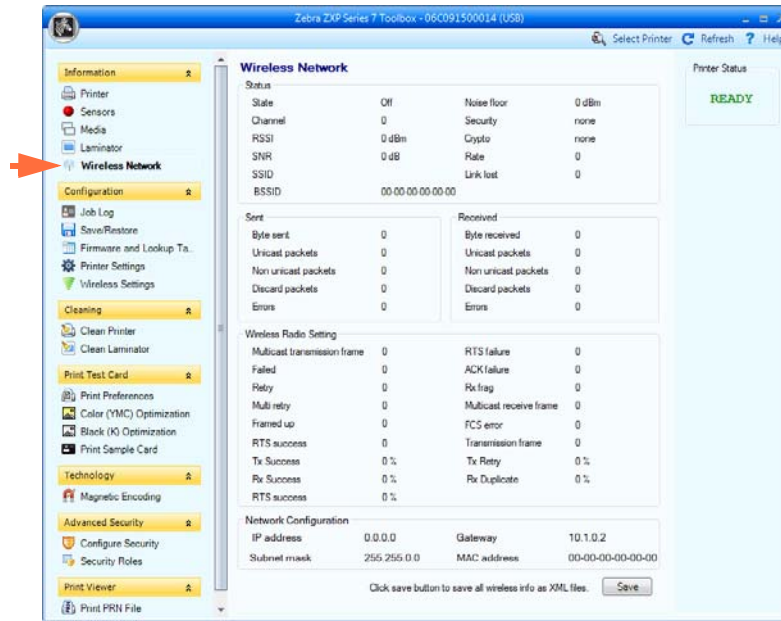 Zebra ZXP Series 7 Toolbox - 06C091500014 (USB)
Select Printer Refresh ? Help
Information
Printer
Sensors
Media
Laminator
Wireless Network
Configuration
Job Log
Save/Restore
Firmware and Lookup Ta..
Printer Settings
Wireless Settings
Cleaning
Clean Printer
Clean Laminator
Print Test Card
Print Preferences
Color (YMC) Optimization
Black (K) Optimization
Print Sample Card
Technology
Magnetic Encoding
Advanced Security
Configure Security
Security Roles
Print Viewer
Print PRN File
Wireless Network
Status
State Off Noise floor 0 dBm
Channel 0 Security none
RSSI 0 dBm Crypto none
SNR 0 dB Rate 0
SSID Link lost 0
BSSID 00-00-00-00-00-00
Sent
Byte sent 0
Unicast packets 0
Non unicast packets 0
Discard packets 0
Errors 0
Received
Byte received 0
Unicast packets 0
Non unicast packets 0
Discard packets 0
Errors 0
Wireless Radio Setting
Multicast transmission frame 0 RTS failure 0
Failed 0 ACK failure 0
Retry 0 Rx frag 0
Multi retry 0 Multicast receive frame 0
Framed up 0 FCS error 0
RTS success 0 Transmission frame 0
Tx Success 0 % Tx Retry 0 %
Rx Success 0 % Rx Duplicate 0 %
RTS success 0 %
Network Configuration
IP address 0.0.0.0 Gateway 10.1.0.2
Subnet mask 255.255.0.0 MAC address 00-00-00-00-00-00
Click save button to save all wireless info as XML files. Save
Printer Status
READY